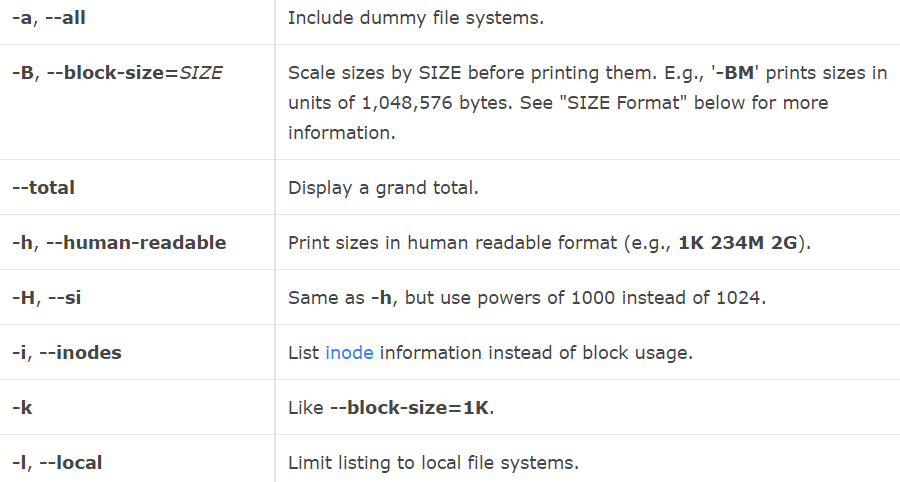 -a, --all Include dummy file systems.
-B, --block-size=SIZE Scale sizes by SIZE before printing them. E.g., '-BM' prints sizes in
units of 1,048,576 bytes. See "SIZE Format" below for more
information.
--total Display a grand total.
-h, --human-readable Print sizes in human readable format (e.g., 1K 234M 2G).
-H, --si Same as -h, but use powers of 1000 instead of 1024.
-i, --inodes List inode information instead of block usage.
-k Like --block-size=1K.
-l, --local Limit listing to local file systems.